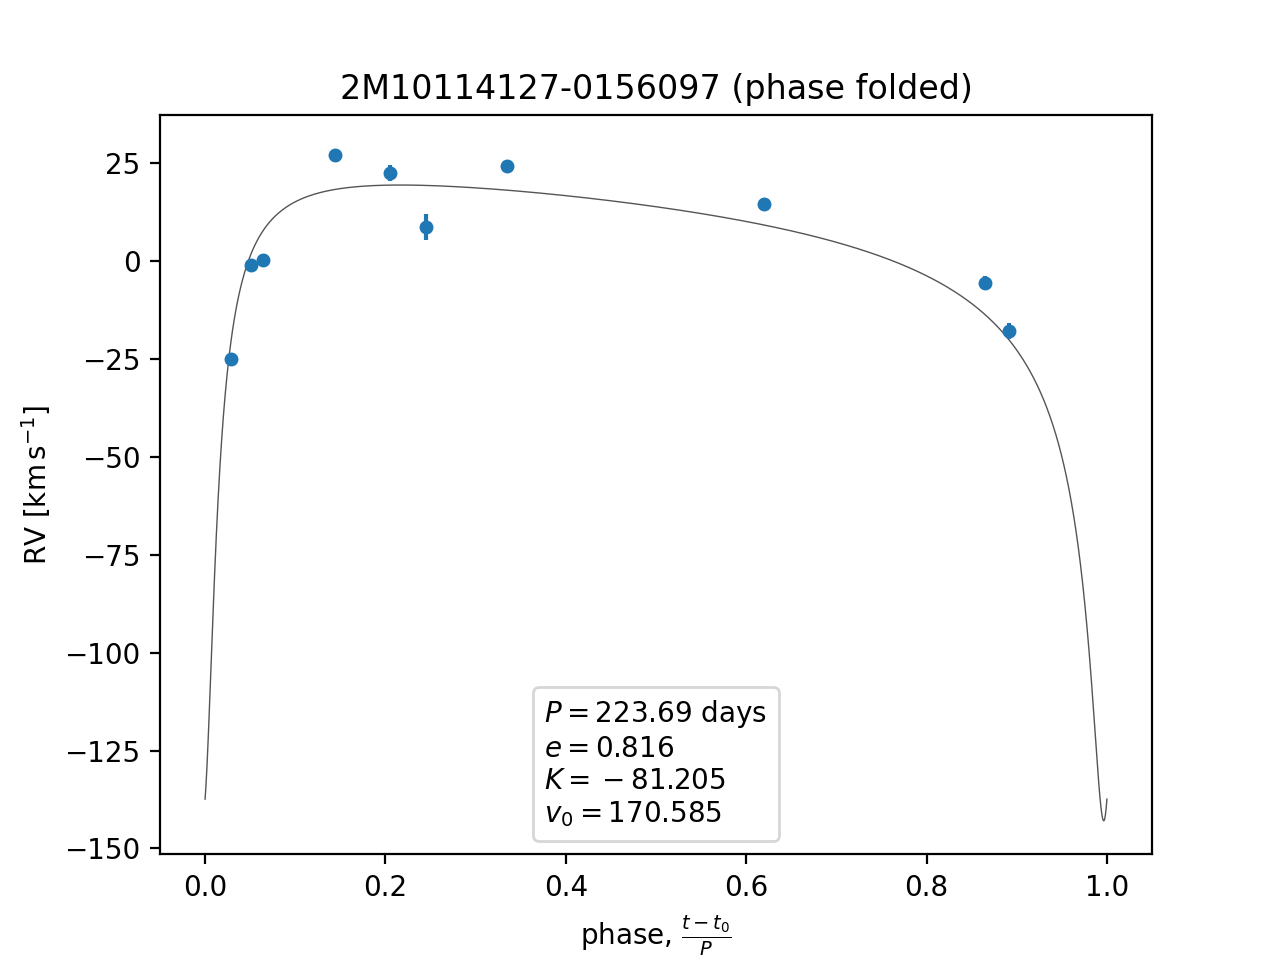 2M10114127-0156097 (phase folded)
RV [km s⁻¹]
25
0
−25
−50
−75
−100
−125
−150
P = 223.69 days
e = 0.816
K = −81.205
v₀ = 170.585
0.0 0.2 0.4 0.6 0.8 1.0
phase, (t − t₀)/P